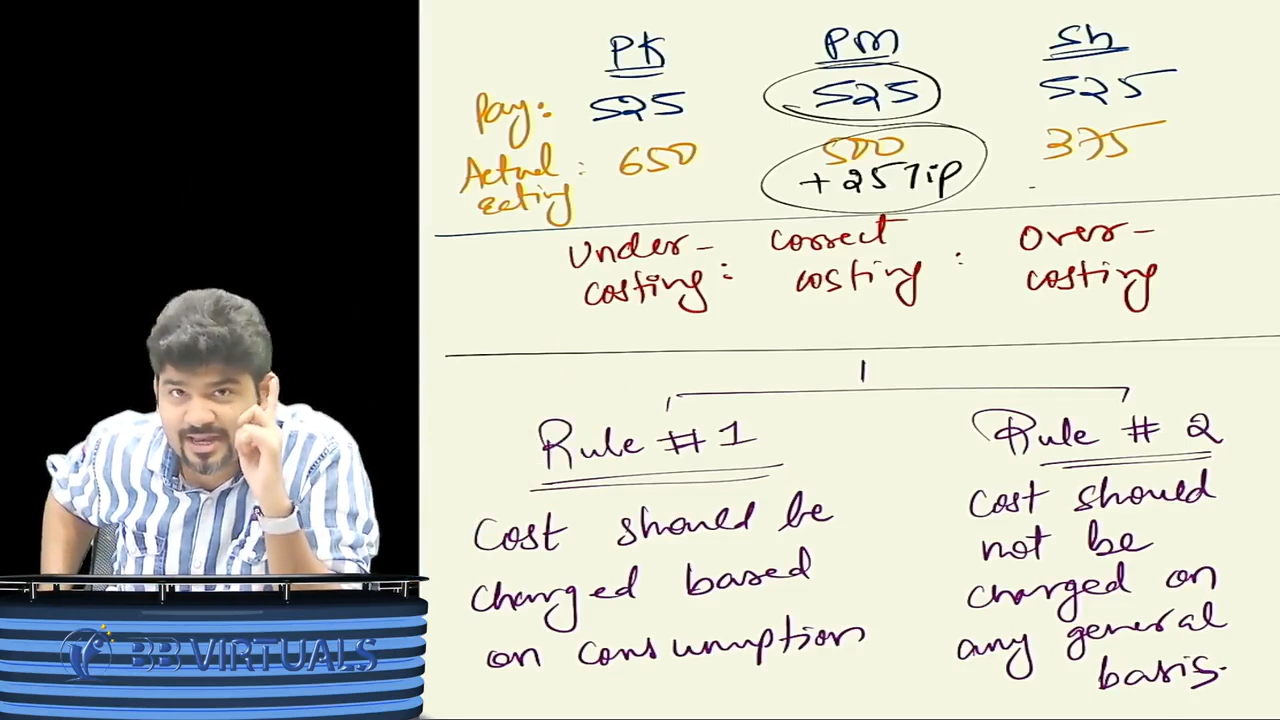 PK PM Sh
Pay: 525 525 525
Actual eating : 650 500 + 25 Tip 375
Under-costing : correct costing : Over-costing
Rule #1 Rule # 2
Cost should be
charged based
on consumption
Cost should
not be
charged on
any general
basis.
BB VIRTUALS